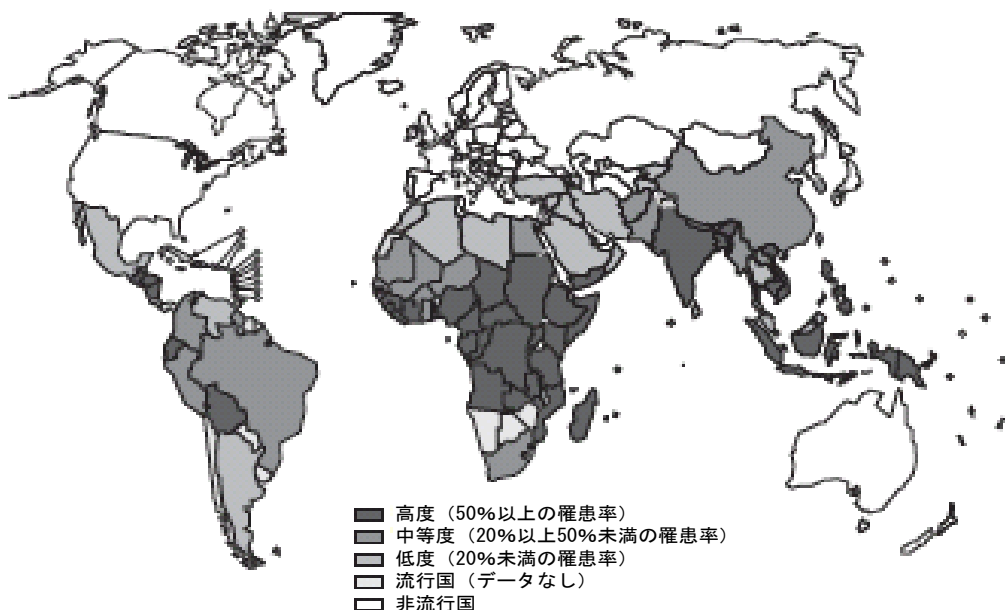 高度（50％以上の罹患率）
中等度（20％以上50％未満の罹患率）
低度（20％未満の罹患率）
流行国（データなし）
非流行国